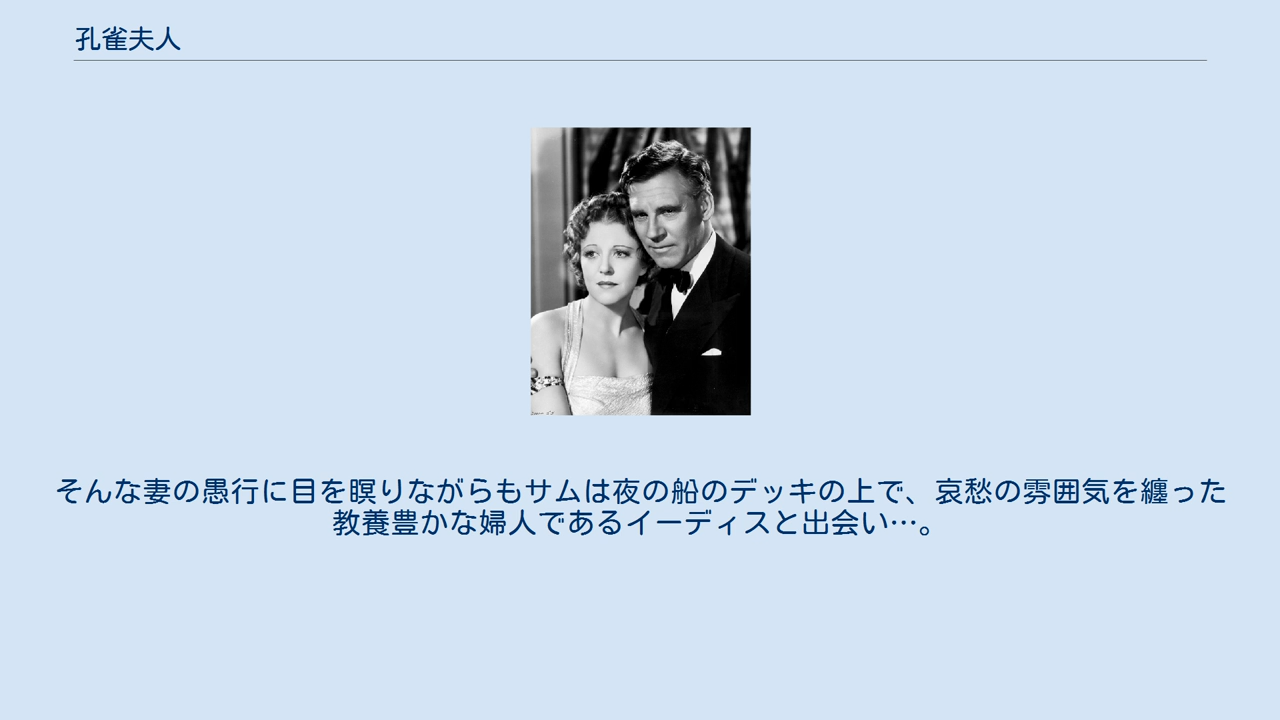 孔雀夫人
そんな妻の愚行に目を瞑りながらもサムは夜の船のデッキの上で、哀愁の雰囲気を纏った
教養豊かな婦人であるイーディスと出会い…。